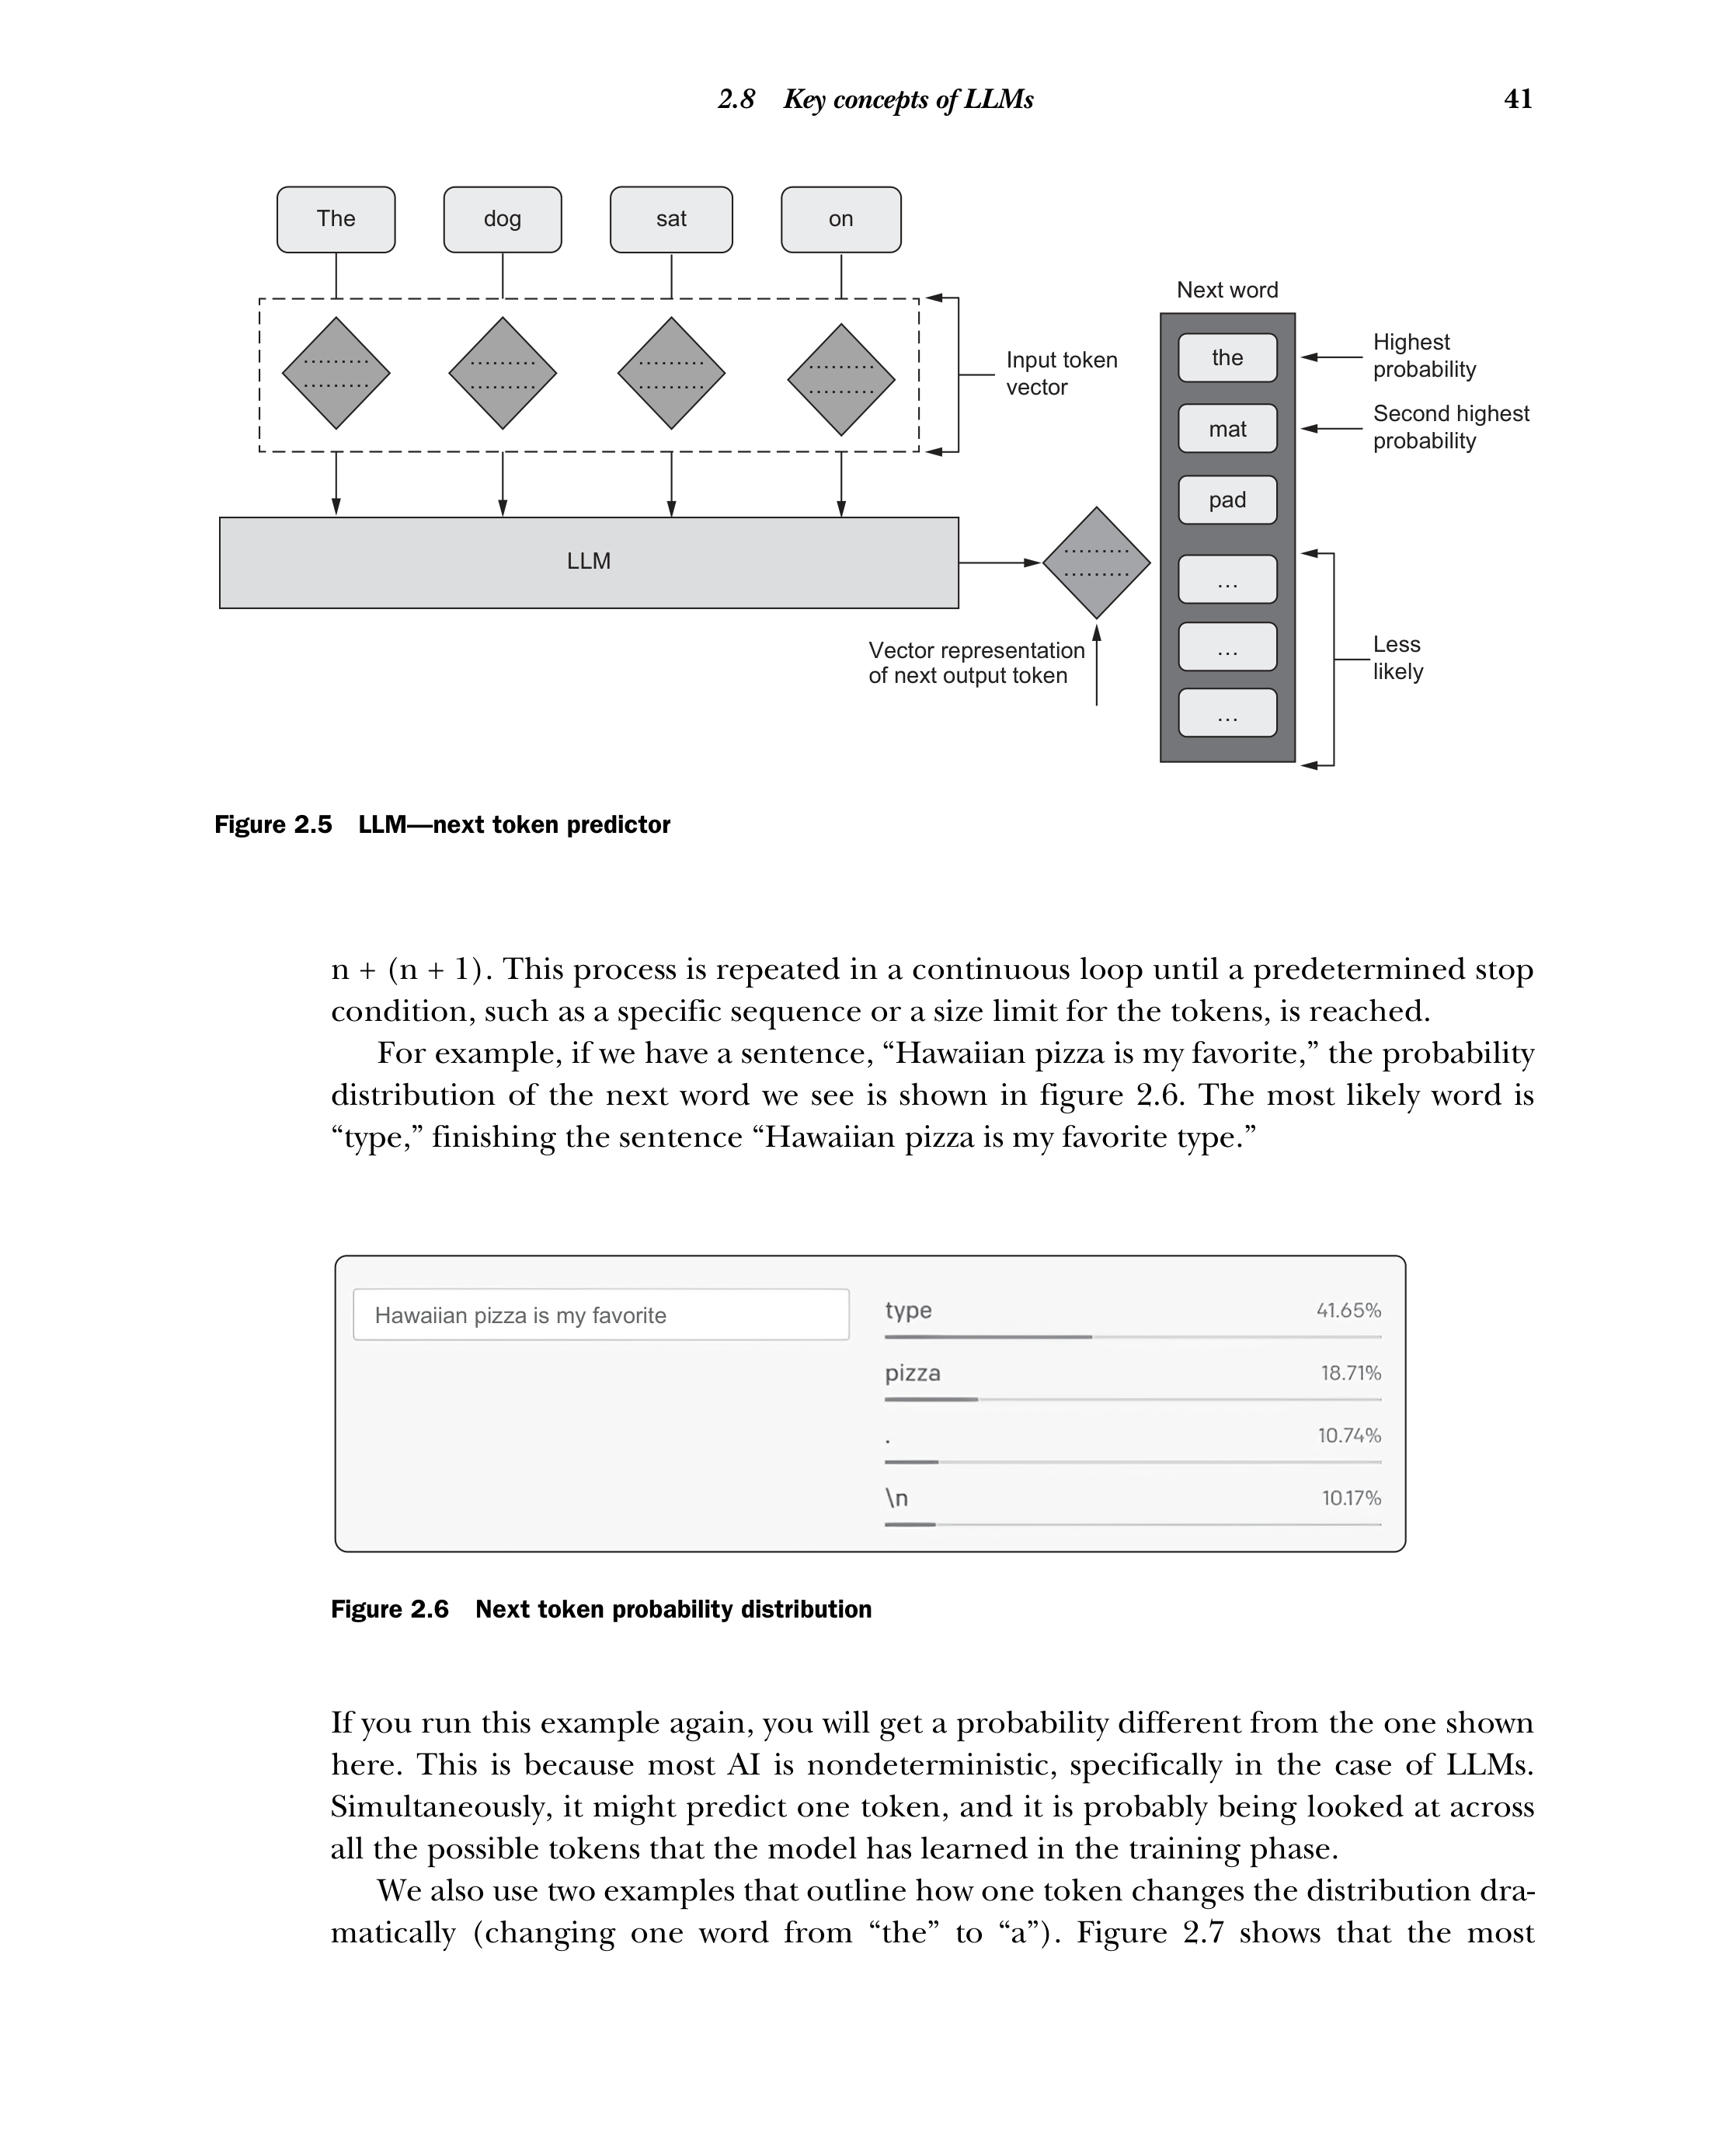 2.8 Key concepts of LLMs 41
The dog sat on
Next word
the
Highest
probability
mat
Second highest
probability
pad
...
...
...
Less
likely
Input token
vector
LLM
Vector representation
of next output token
Figure 2.5 LLM—next token predictor
n + (n + 1). This process is repeated in a continuous loop until a predetermined stop
condition, such as a specific sequence or a size limit for the tokens, is reached.
For example, if we have a sentence, “Hawaiian pizza is my favorite,” the probability
distribution of the next word we see is shown in figure 2.6. The most likely word is
“type,” finishing the sentence “Hawaiian pizza is my favorite type.”
Hawaiian pizza is my favorite
type 41.65%
pizza 18.71%
. 10.74%
\n 10.17%
Figure 2.6 Next token probability distribution
If you run this example again, you will get a probability different from the one shown
here. This is because most AI is nondeterministic, specifically in the case of LLMs.
Simultaneously, it might predict one token, and it is probably being looked at across
all the possible tokens that the model has learned in the training phase.
We also use two examples that outline how one token changes the distribution dra-
matically (changing one word from “the” to “a”). Figure 2.7 shows that the most